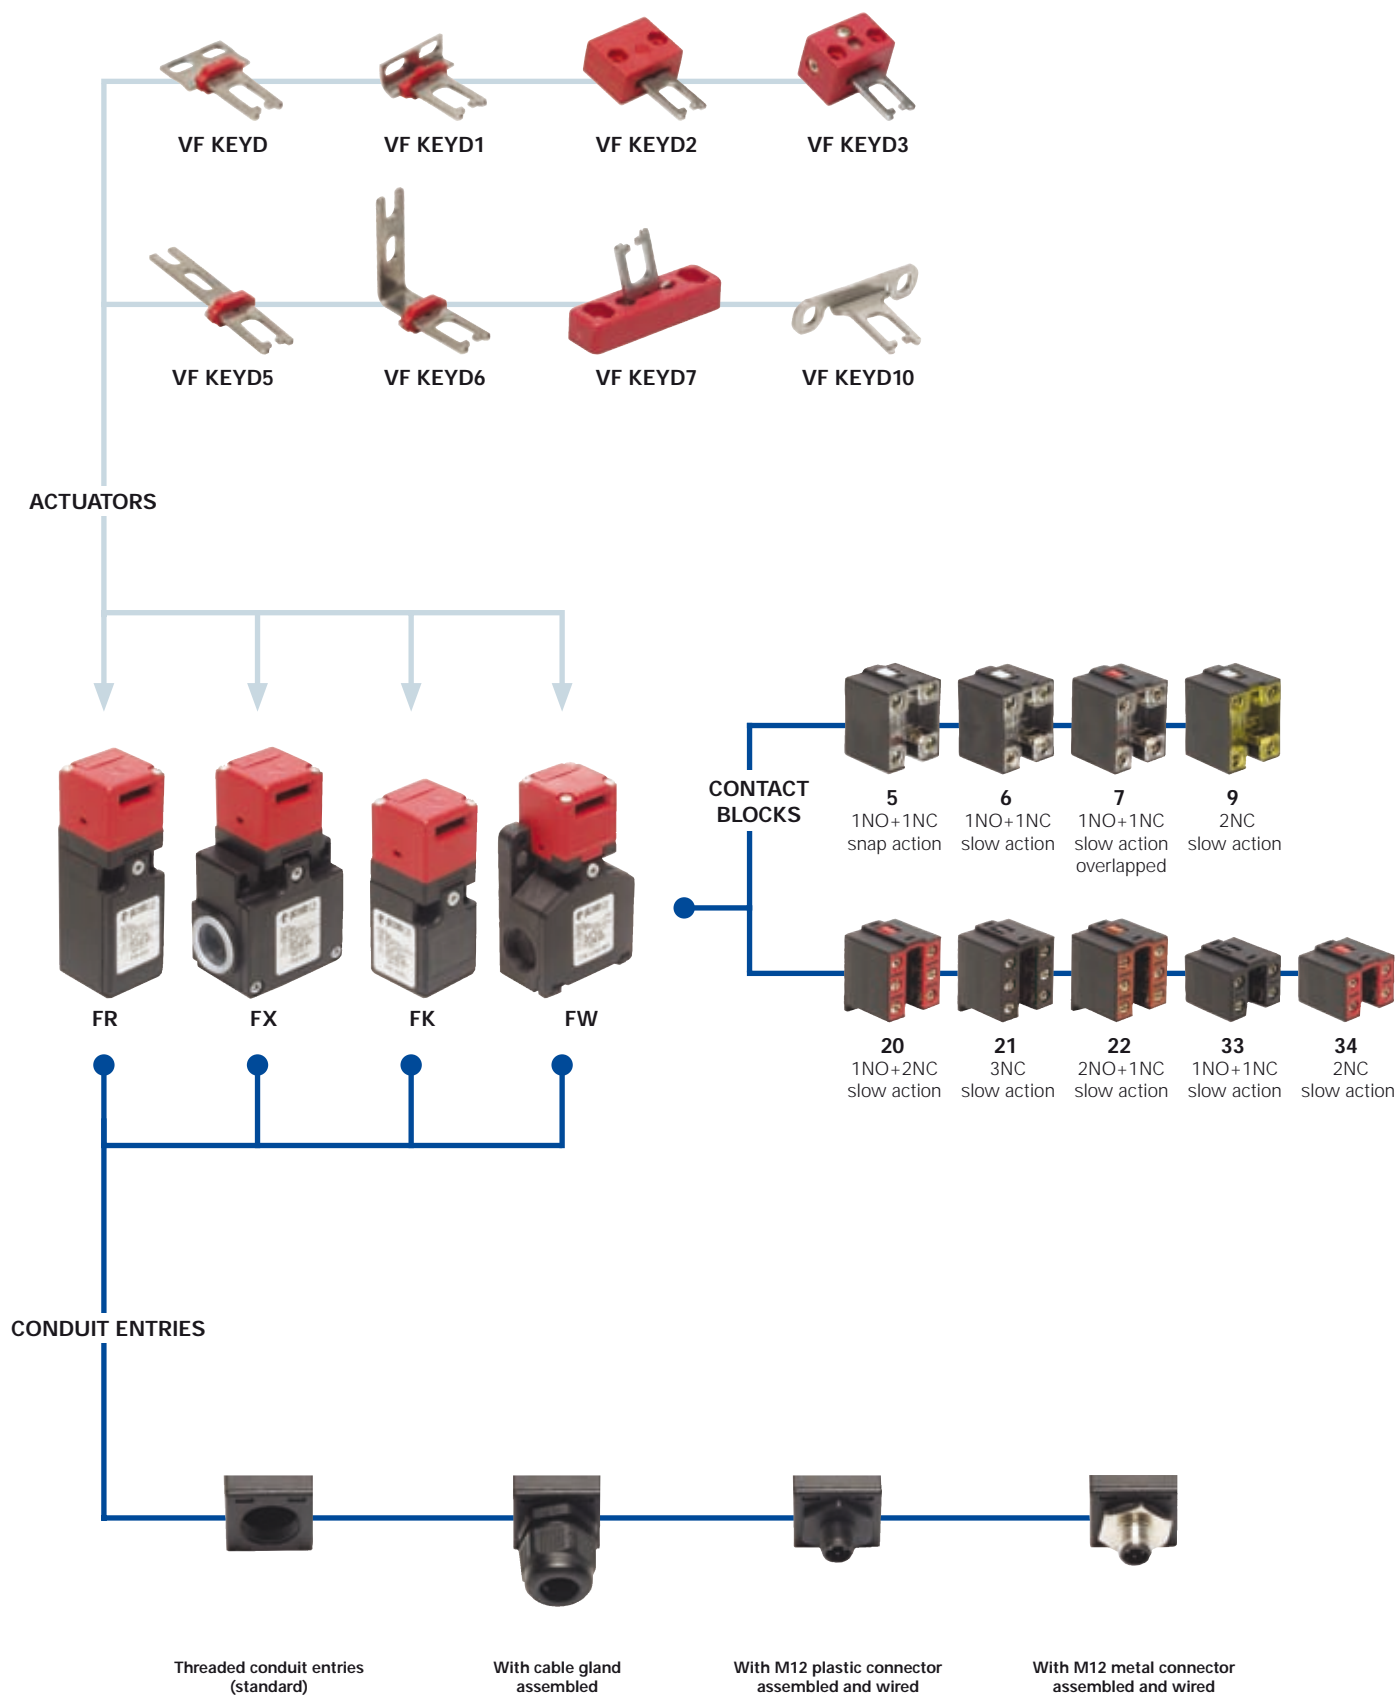 VF KEYD
VF KEYD1
VF KEYD2
VF KEYD3
VF KEYD5
VF KEYD6
VF KEYD7
VF KEYD10
ACTUATORS
CONTACT
BLOCKS
5
1NO+1NC
snap action
6
1NO+1NC
slow action
7
1NO+1NC
slow action
overlapped
9
2NC
slow action
FR
FX
FK
FW
20
1NO+2NC
slow action
21
3NC
slow action
22
2NO+1NC
slow action
33
1NO+1NC
slow action
34
2NC
slow action
CONDUIT ENTRIES
Threaded conduit entries
(standard)
With cable gland
assembled
With M12 plastic connector
assembled and wired
With M12 metal connector
assembled and wired